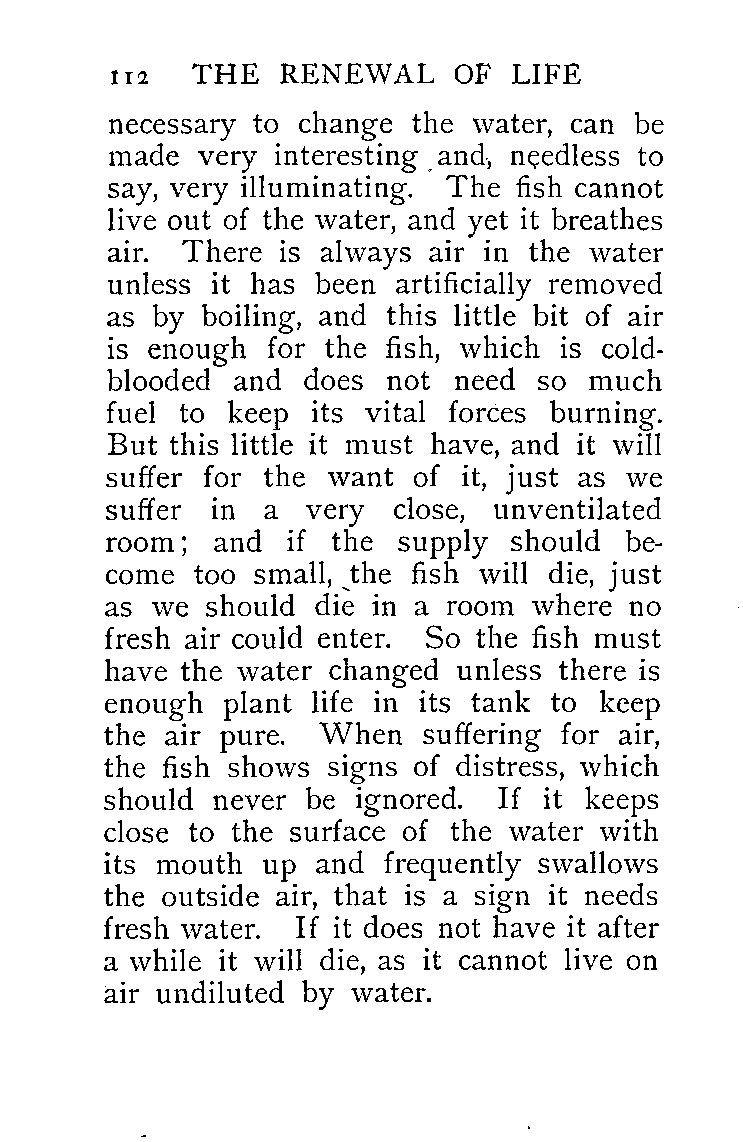 112 THE RENEWAL OF LIFE
necessary to change the water, can be
made very interesting and, needless to
say, very illuminating. The fish cannot
live out of the water, and yet it breathes
air. There is always air in the water
unless it has been artificially removed
as by boiling, and this little bit of air
is enough for the fish, which is cold-
blooded and does not need so much
fuel to keep its vital forces burning.
But this little it must have, and it will
suffer for the want of it, just as we
suffer in a very close, unventilated
room; and if the supply should be-
come too small, the fish will die, just
as we should die in a room where no
fresh air could enter. So the fish must
have the water changed unless there is
enough plant life in its tank to keep
the air pure. When suffering for air,
the fish shows signs of distress, which
should never be ignored. If it keeps
close to the surface of the water with
its mouth up and frequently swallows
the outside air, that is a sign it needs
fresh water. If it does not have it after
a while it will die, as it cannot live on
air undiluted by water.